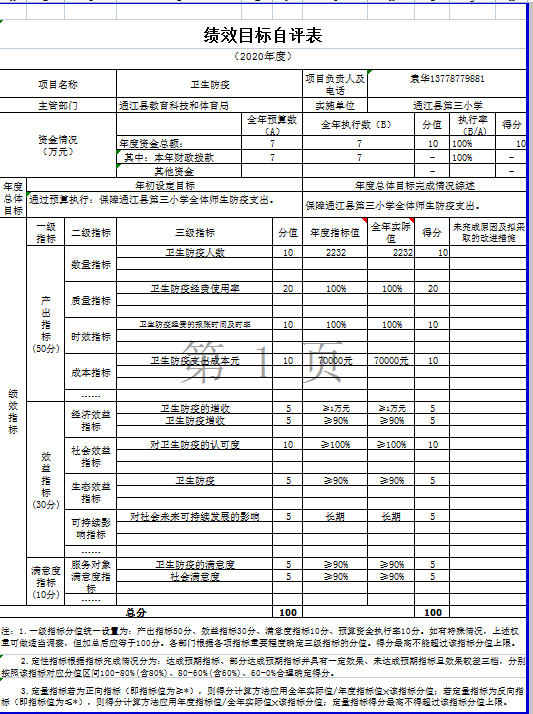 绩效目标自评表
（2020年度）
项目名称 卫生防疫 项目负责人及电话 袁华13778779881
主管部门 通江县教育科技和体育局 实施单位 通江县第三小学
资金情况（万元） 全年预算数（A） 全年执行数（B） 分值 执行率（B/A) 得分
年度资金总额： 7 7 10 100% 10
其中：本年财政拨款 7 7 － 100% －
其他资金 － －
年度总体目标 年初设定目标 年度总体目标完成情况综述
通过预算执行：保障通江县第三小学全体师生防疫支出。 保障通江县第三小学全体师生防疫支出。
绩效指标 一级指标 二级指标 三级指标 分值 年度指标值 全年实际值 得分 未完成原因及拟采取的改进措施
产出指标(50分) 数量指标 卫生防疫人数 10 2232 2232 10
质量指标 卫生防疫经费使用率 20 100% 100% 20
时效指标 卫生防疫经费的报账时间及时率 10 100% 100% 10
成本指标 卫生防疫支出成本元 10 70000元 70000元 10
……
效益指标(30分) 经济效益指标 卫生防疫的增收 5 ≥1万元 ≥1万元 5
卫生防疫增收 5 ≥90% ≥90% 5
社会效益指标 对卫生防疫的认可度 10 ≥100% ≥100% 10
生态效益指标 卫生防疫 5 ≥90% ≥90% 5
可持续影响指标 对社会未来可持续发展的影响 5 长期 长期 5
……
满意度指标(10分) 服务对象满意度指标 卫生防疫的满意度 5 ≥90% ≥90% 5
社会满意度 5 ≥90% ≥90% 5
……
总分 100 100
第 1 页
注：1.一级指标分值统一设置为：产出指标50分、效益指标30分、满意度指标10分、预算资金执行率10分。如有特殊情况，上述权
重可做适当调整，但加总后应等于100分。各部门根据各项指标重要程度确定三级指标的分值。得分最高不能超过该指标分值上限。
2.定性指标根据指标完成情况分为：达成预期指标、部分达成预期指标并具有一定效果、未达成预期指标且效果较差三档，分别
按照该指标对应分值区间100-80%(含80%)、80-60%(含60%)、60-0%合理确定得分。
3.定量指标若为正向指标（即指标值为≥*），则得分计算方法应用全年实际值/年度指标值×该指标分值；若定量指标为反向指
标（即指标值为≤*），则得分计算方法应用年度指标值/全年实际值×该指标分值；定量指标得分最高不得超过该指标分值上限。